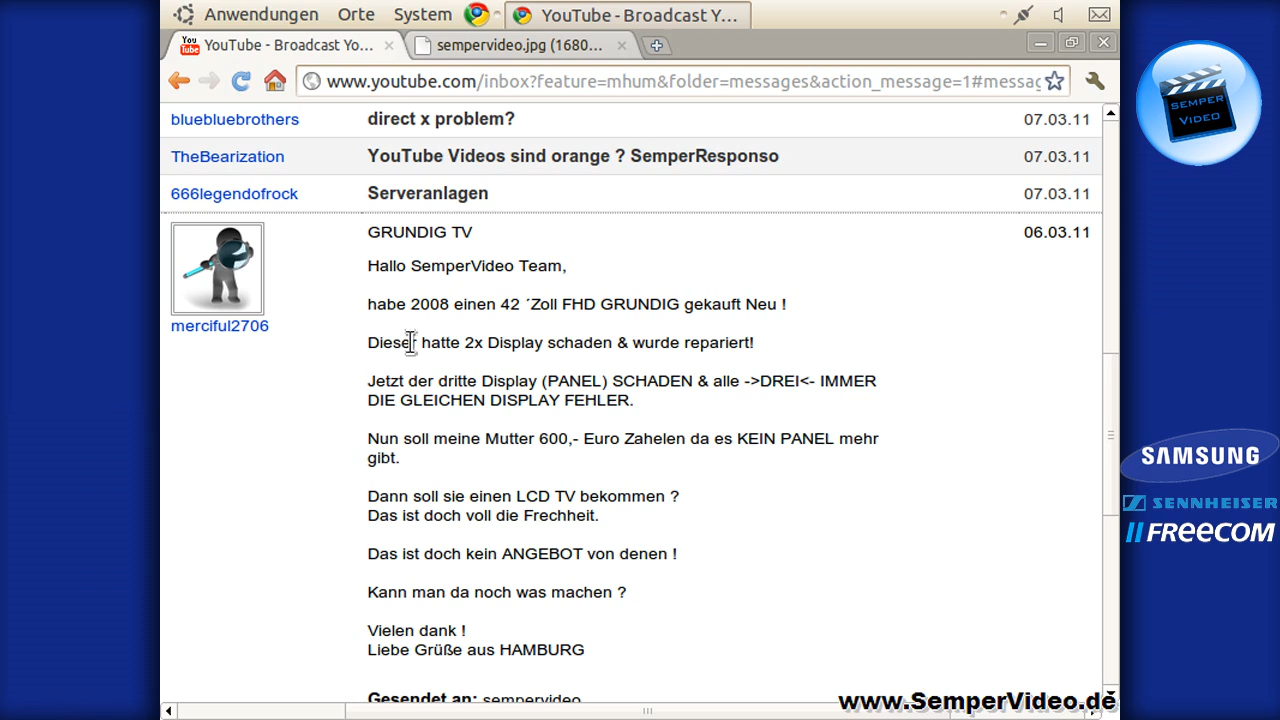 Anwendungen Orte System YouTube - Broadcast Y...
YouTube - Broadcast Yo... sempervideo.jpg (1680...
www.youtube.com/inbox?feature=mhum&folder=messages&action_message=1#messag
bluebluebrothers direct x problem? 07.03.11
TheBearization YouTube Videos sind orange ? SemperResponso 07.03.11
666legendofrock Serveranlagen 07.03.11
GRUNDIG TV 06.03.11
merciful2706
Hallo SemperVideo Team,
habe 2008 einen 42 ´Zoll FHD GRUNDIG gekauft Neu !
Dieser hatte 2x Display schaden & wurde repariert!
Jetzt der dritte Display (PANEL) SCHADEN & alle ->DREI<- IMMER
DIE GLEICHEN DISPLAY FEHLER.
Nun soll meine Mutter 600,- Euro Zahelen da es KEIN PANEL mehr
gibt.
Dann soll sie einen LCD TV bekommen ?
Das ist doch voll die Frechheit.
Das ist doch kein ANGEBOT von denen !
Kann man da noch was machen ?
Vielen dank !
Liebe Grüße aus HAMBURG
Gesendet an: sempervideo
www.SemperVideo.de
SEMPER
VIDEO
SAMSUNG
SENNHEISER
FREECOM